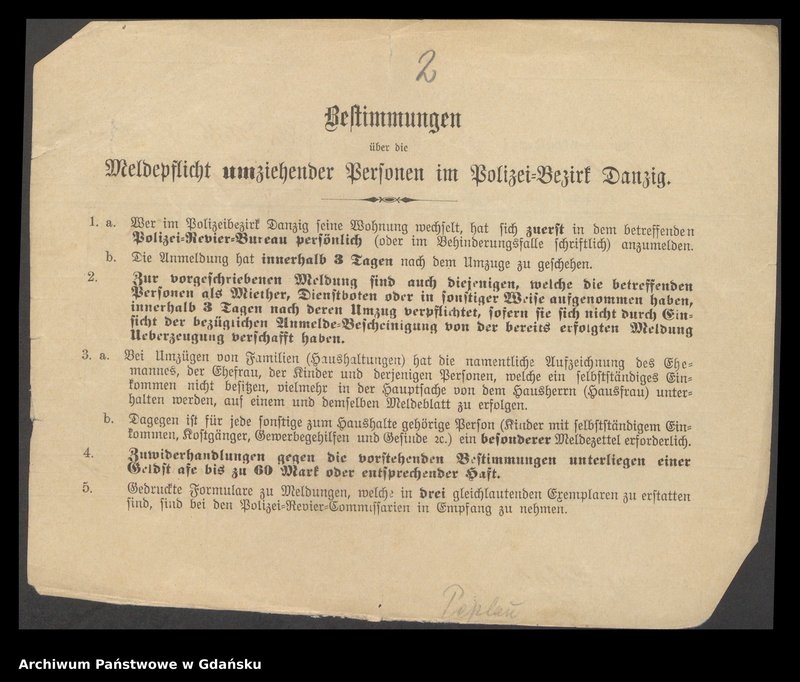 2
Bestimmungen
über die
Meldepflicht umziehender Personen im Polizei-Bezirk Danzig.
1. a. Wer im Polizeibezirk Danzig seine Wohnung wechselt, hat sich zuerst in dem betreffenden
Polizei-Revier-Bureau persönlich (oder im Behinderungsfalle schriftlich) anzumelden.
b. Die Anmeldung hat innerhalb 3 Tagen nach dem Umzuge zu geschehen.
2. Zur vorgeschriebenen Meldung sind auch diejenigen, welche die betreffenden
Personen als Miether, Dienstboten oder in sonstiger Weise aufgenommen haben,
innerhalb 3 Tagen nach deren Umzug verpflichtet, sofern sie sich nicht durch Ein-
sicht der bezüglichen Anmelde-Bescheinigung von der bereits erfolgten Meldung
Ueberzeugung verschafft haben.
3. a. Bei Umzügen von Familien (Haushaltungen) hat die namentliche Aufzeichnung des Ehe-
mannes, der Ehefrau, der Kinder und derjenigen Personen, welche ein selbstständiges Ein-
kommen nicht besitzen, vielmehr in der Hauptsache von dem Hausherrn (Hausfrau) unter-
halten werden, auf einem und demselben Meldeblatt zu erfolgen.
b. Dagegen ist für jede sonstige zum Haushalte gehörige Person (Kinder mit selbstständigem Ein-
kommen, Kostgänger, Gewerbegehilfen und Gesinde ꝛc.) ein besonderer Meldezettel erforderlich.
4. Zuwiderhandlungen gegen die vorstehenden Bestimmungen unterliegen einer
Geldst afe bis zu 60 Mark oder entsprechender Haft.
5. Gedruckte Formulare zu Meldungen, welche in drei gleichlautenden Exemplaren zu erstatten
sind, sind bei den Polizei-Revier-Commissarien in Empfang zu nehmen.
Peplau
Archiwum Państwowe w Gdańsku